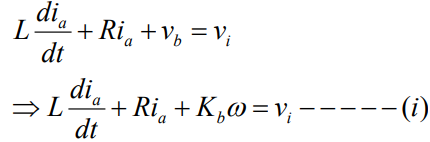 L di_a/dt + Ri_a + v_b = v_i
⇒ L di_a/dt + Ri_a + K_bω = v_i −−−−−(i)